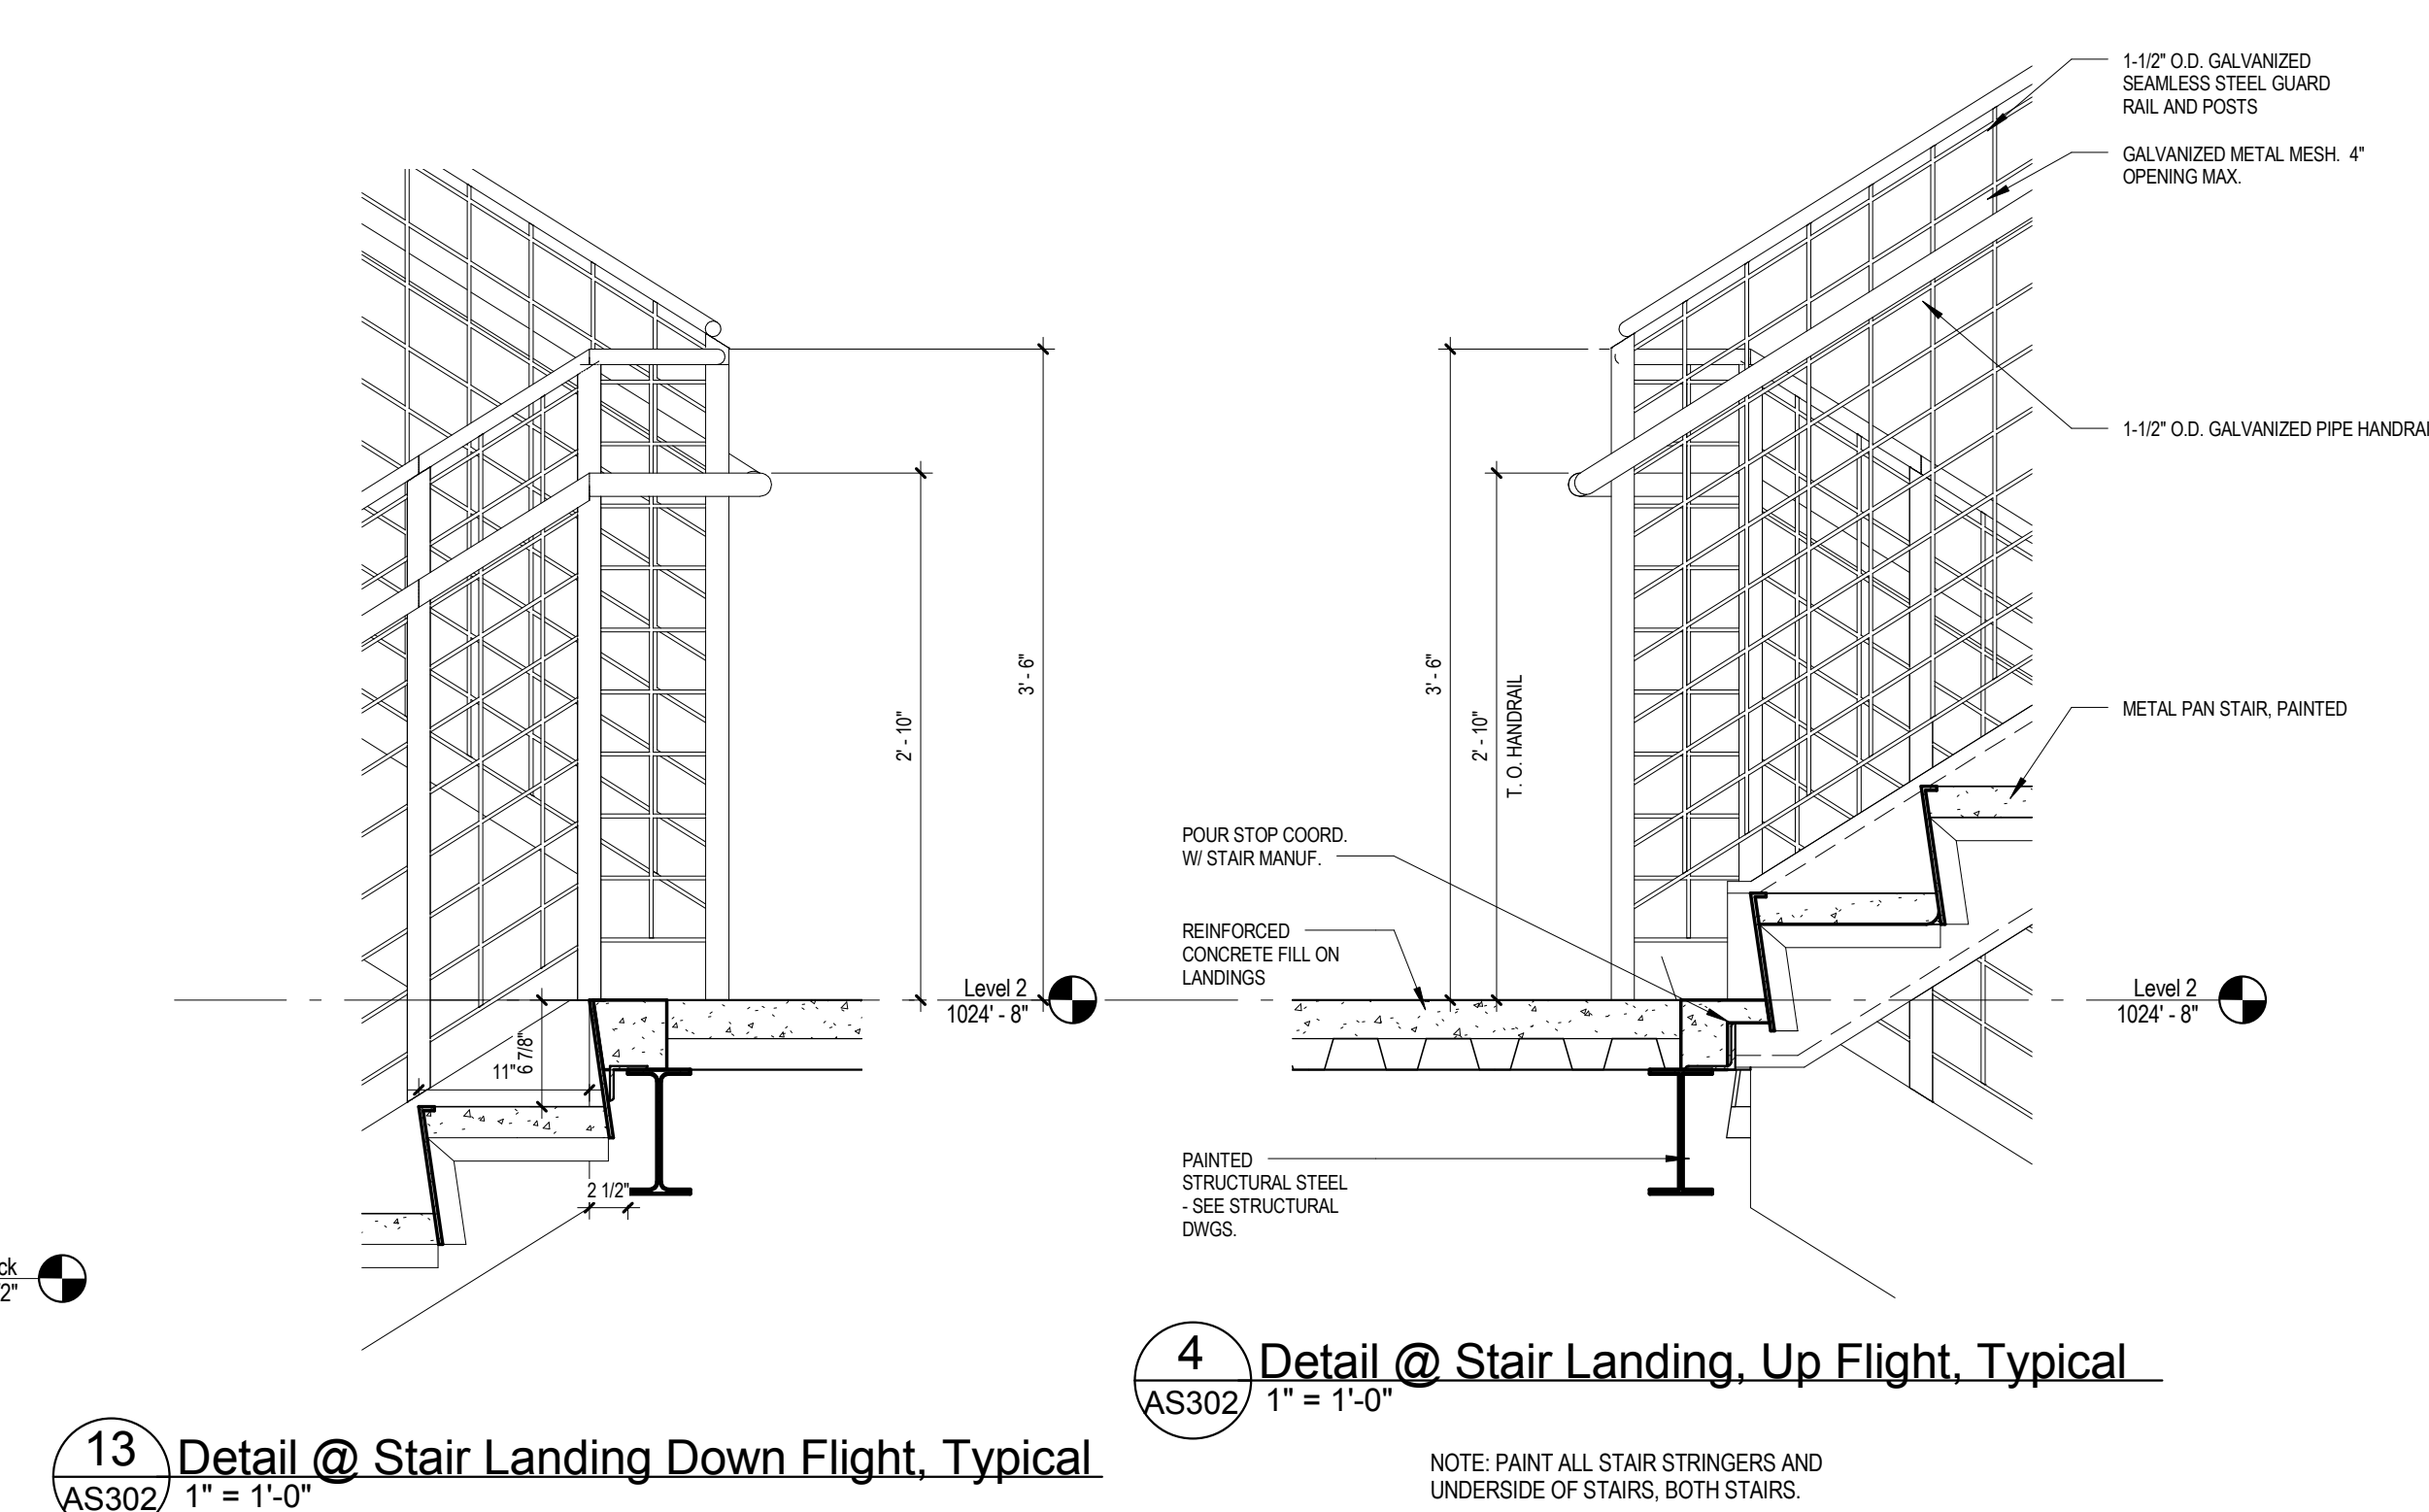 1-1/2" O.D. GALVANIZED
SEAMLESS STEEL GUARD
RAIL AND POSTS
GALVANIZED METAL MESH. 4"
OPENING MAX.
1-1/2" O.D. GALVANIZED PIPE HANDRAI
METAL PAN STAIR, PAINTED
3' - 6"
2' - 10"
3' - 6"
2' - 10"
T. O. HANDRAIL
POUR STOP COORD.
W/ STAIR MANUF.
REINFORCED
CONCRETE FILL ON
LANDINGS
Level 2
1024' - 8"
Level 2
1024' - 8"
11"
6 7/8"
2 1/2"
PAINTED
STRUCTURAL STEEL
- SEE STRUCTURAL
DWGS.
ck
/2"
4
AS302
Detail @ Stair Landing, Up Flight, Typical
1" = 1'-0"
13
AS302
Detail @ Stair Landing Down Flight, Typical
1" = 1'-0"
NOTE: PAINT ALL STAIR STRINGERS AND
UNDERSIDE OF STAIRS, BOTH STAIRS.